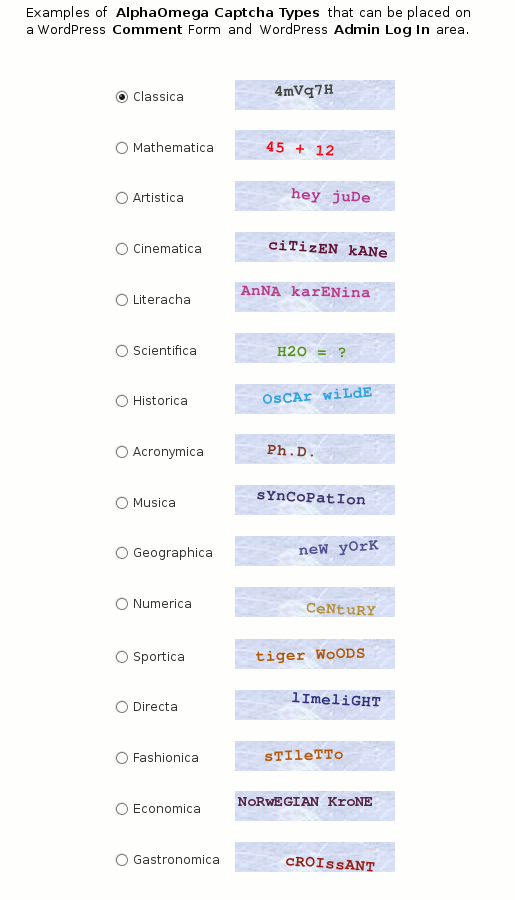 Examples of AlphaOmega Captcha Types that can be placed on
a WordPress Comment Form and WordPress Admin Log In area.
Classica 4mVq7H
Mathematica 45 + 12
Artistica hey juDe
Cinematica ciTizEN kANe
Literacha AnNA karENina
Scientifica H2O = ?
Historica OsCAr wiLdE
Acronymica Ph.D.
Musica sYnCoPatIon
Geographica neW yOrK
Numerica CeNtuRY
Sportica tiger WoODS
Directa lImeliGHT
Fashionica sTIleTTo
Economica NoRwEGIAN KroNE
Gastronomica cROIssANT